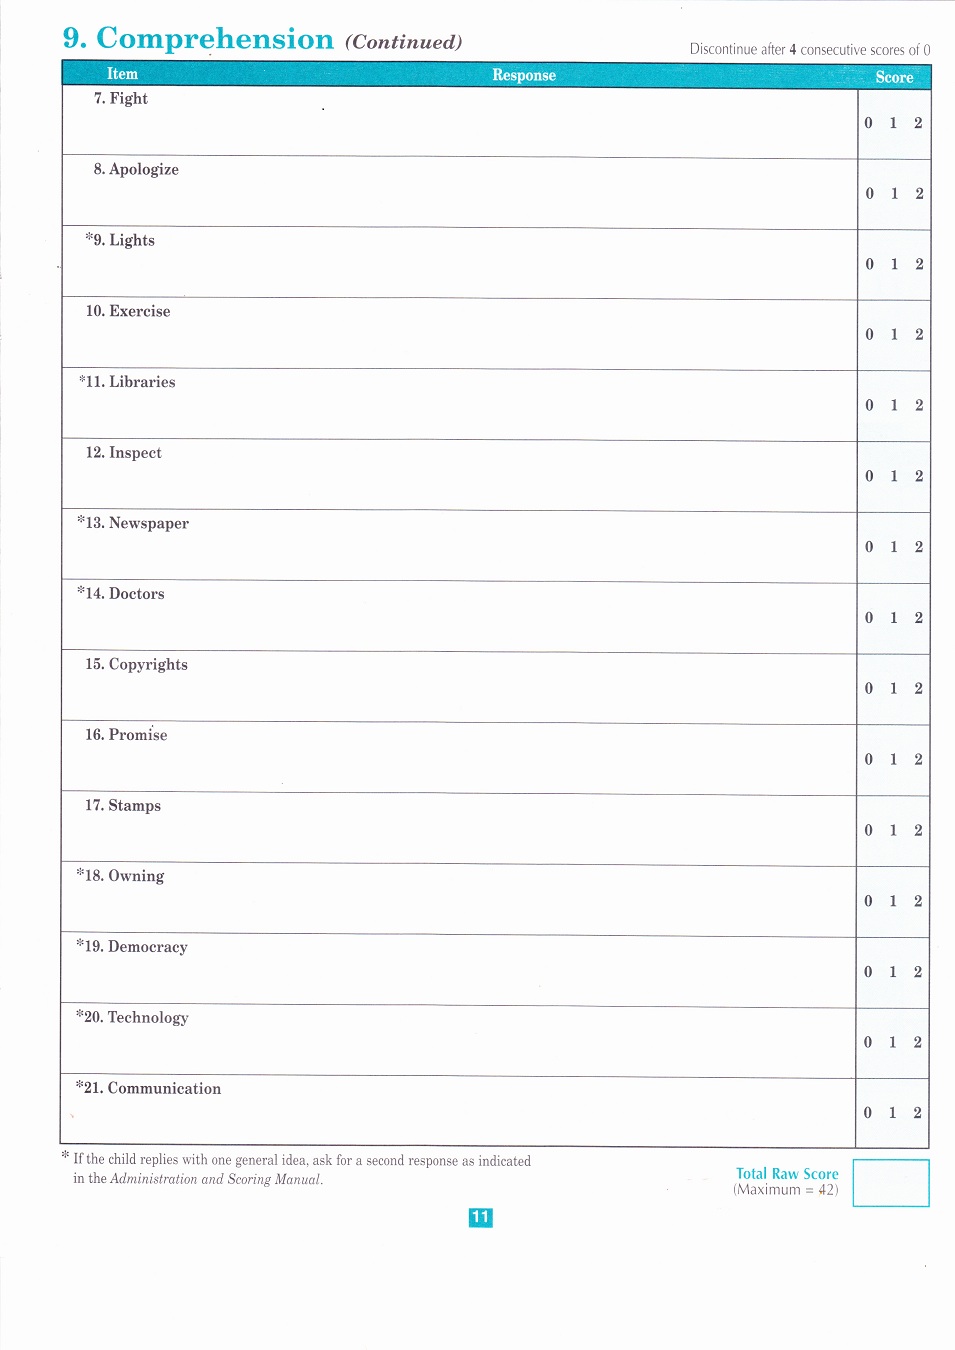 9. Comprehension (Continued)
Discontinue after 4 consecutive scores of 0
Item Response Score
7. Fight
0 1 2
8. Apologize
0 1 2
*9. Lights
0 1 2
10. Exercise
0 1 2
*11. Libraries
0 1 2
12. Inspect
0 1 2
*13. Newspaper
0 1 2
*14. Doctors
0 1 2
15. Copyrights
0 1 2
16. Promise
0 1 2
17. Stamps
0 1 2
*18. Owning
0 1 2
*19. Democracy
0 1 2
*20. Technology
0 1 2
*21. Communication
0 1 2
* If the child replies with one general idea, ask for a second response as indicated
in the Administration and Scoring Manual.
Total Raw Score
(Maximum = 42)
11